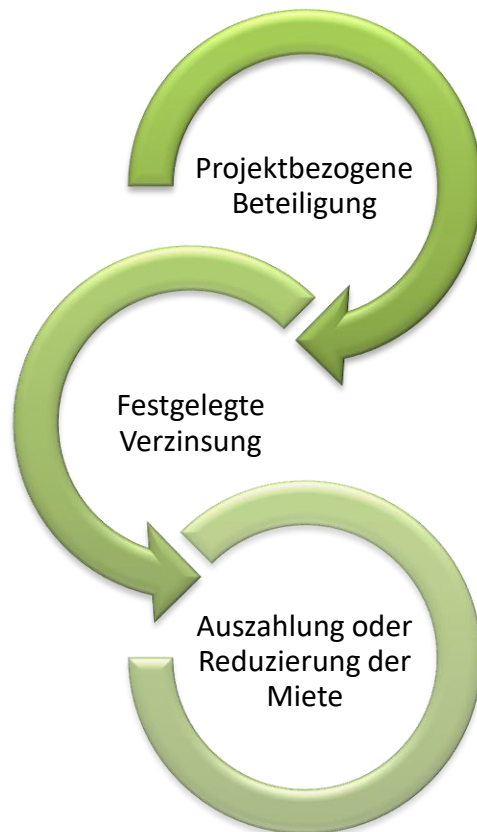 Projektbezogene
Beteiligung
Festgelegte
Verzinsung
Auszahlung oder
Reduzierung der
Miete